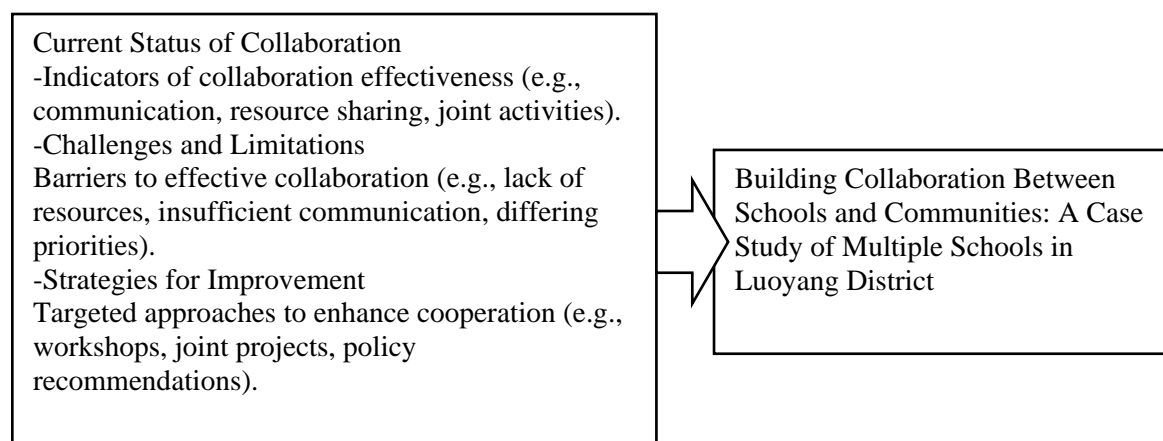 Current Status of Collaboration
-Indicators of collaboration effectiveness (e.g.,
communication, resource sharing, joint activities).
-Challenges and Limitations
Barriers to effective collaboration (e.g., lack of
resources, insufficient communication, differing
priorities).
-Strategies for Improvement
Targeted approaches to enhance cooperation (e.g.,
workshops, joint projects, policy
recommendations).
Building Collaboration Between
Schools and Communities: A Case
Study of Multiple Schools in
Luoyang District